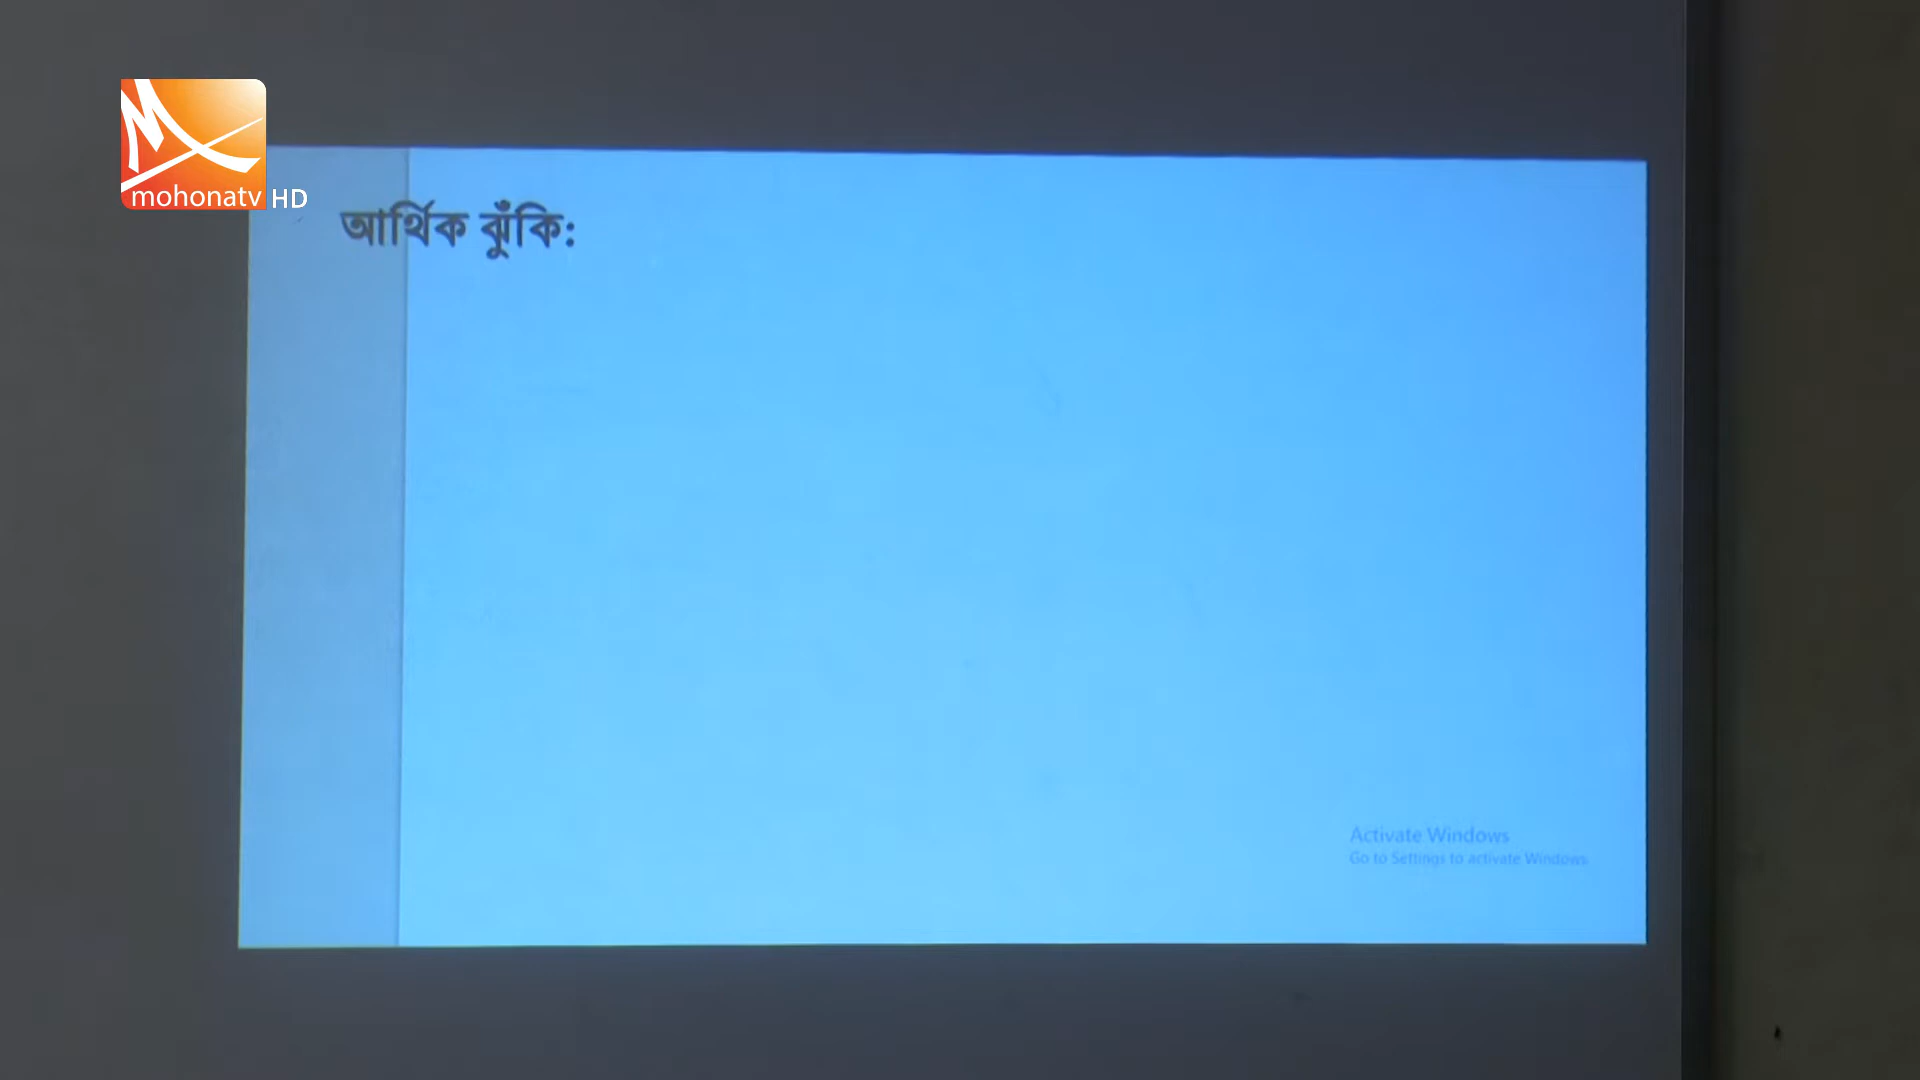 mohonatv HD
আর্থিক ঝুঁকি:
Activate Windows
Go to Settings to activate Windows.